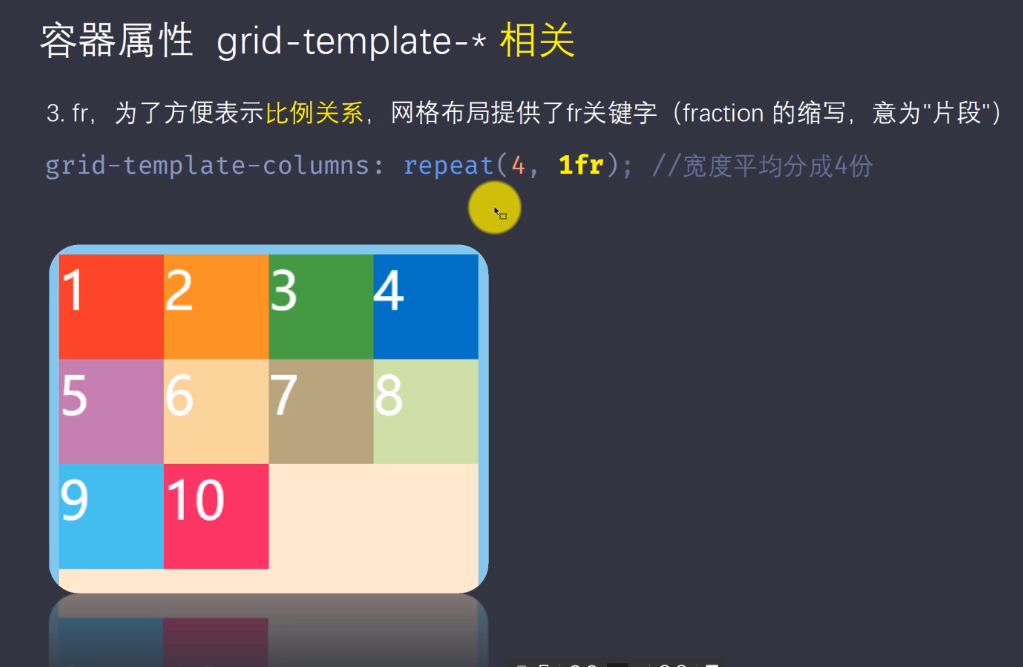 容器属性 grid-template-* 相关
3. fr，为了方便表示比例关系，网格布局提供了fr关键字（fraction 的缩写，意为"片段"）
grid-template-columns: repeat(4, 1fr); //宽度平均分成4份
1 2 3 4
5 6 7 8
9 10